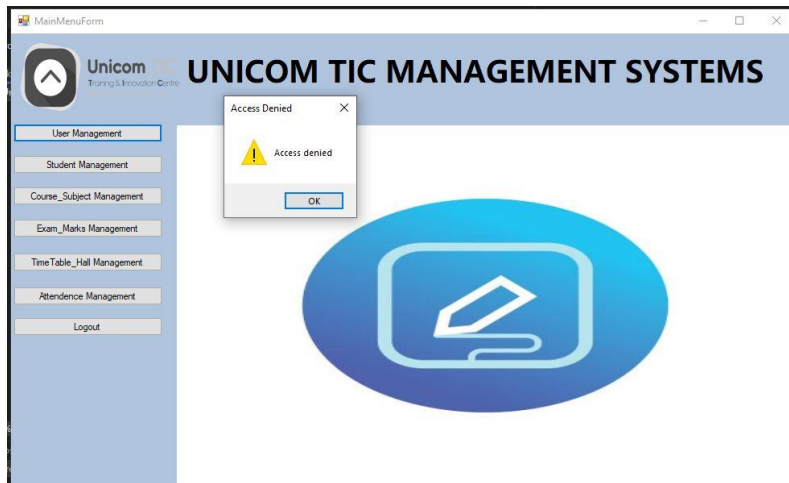 MainMenuForm
Unicom TIC
Training & Innovation Centre
UNICOM TIC MANAGEMENT SYSTEMS
Access Denied
Access denied
OK
User Management
Student Management
Course_Subject Management
Exam_Marks Management
TimeTable_Hall Management
Attendence Management
Logout